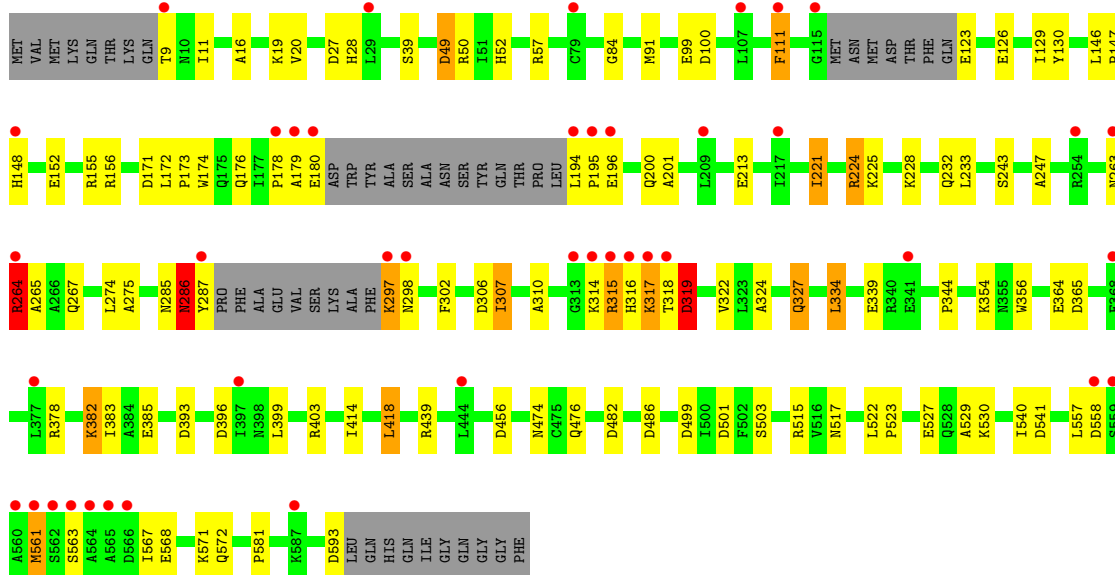 MET VAL MET LYS GLN THR LYS GLN T9 N10 I11 A16 K19 V20 D27 H28 L29 S39 D49 R50 I51 H52 R57 C79 G84 M91 E99 D100 L107 F111 G115 MET ASN MET ASP THR PHE GLN E123 E126 I129 Y130 L146
H148 E152 R155 R156 D171 L172 P173 W174 Q175 Q176 I177 P178 A179 E180 ASP TRP TYR ALA SER ALA ASN SER TYR GLN THR PRO LEU L194 P195 E196 Q200 A201 L209 E213 I217 I221 R224 K225 K228 Q232 L233 S243 A247 R254 N263
R264 A265 A266 Q267 L274 A275 N285 N286 Y287 PRO PHE ALA GLU VAL SER LYS ALA PHE K297 N298 F302 D306 I307 A310 G313 K314 R315 H316 K317 T318 D319 V322 L323 A324 Q327 L334 E339 R340 E341 P344 K354 N355 W356 E364 D365
L377 R378 K382 I383 A384 E385 D393 D396 I397 N398 L399 R403 I414 L418 R439 L444 D456 N474 C475 Q476 D482 D486 D499 I500 D501 F502 S503 R515 V516 N517 L522 P523 E527 Q528 A529 K530 I540 D541 L557 D558 S559
A560 M561 S562 S563 A564 A565 D566 I567 E568 K571 Q572 P581 K587 D593 LEU GLN HIS GLN ILE GLY GLN GLY GLY PHE